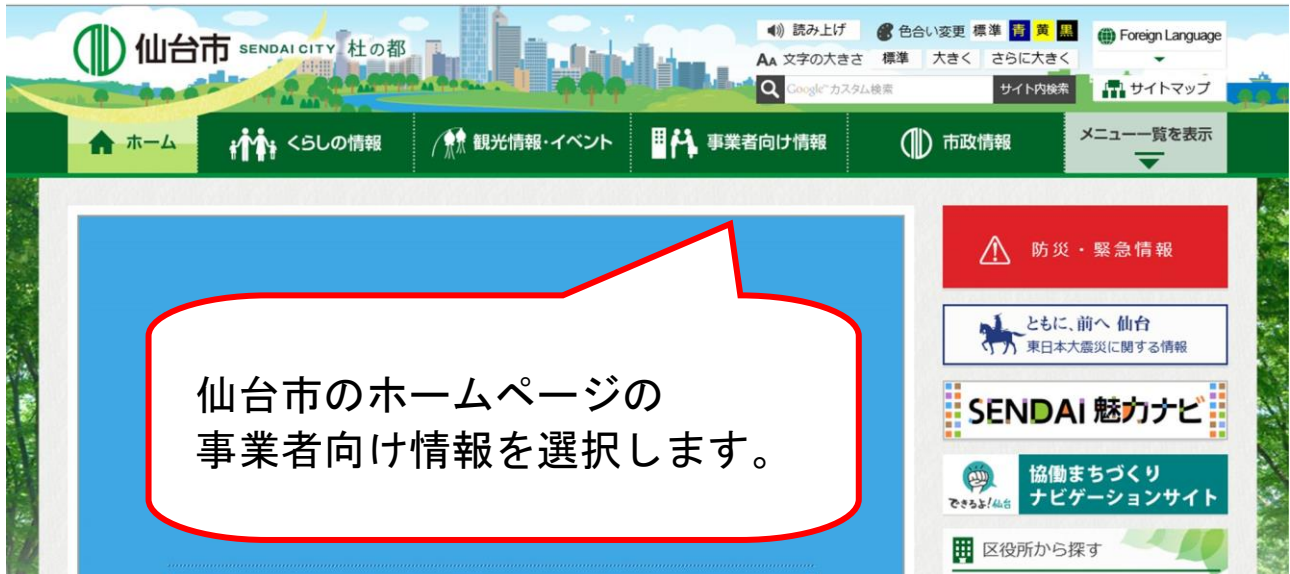 仙台市 SENDAI CITY 杜の都
読み上げ 色合い変更 標準 青 黄 黒 Foreign Language
AA 文字の大きさ 標準 大きく さらに大きく
Google カスタム検索 サイト内検索 サイトマップ
ホーム くらしの情報 観光情報・イベント 事業者向け情報 市政情報 メニュー一覧を表示
防災・緊急情報
ともに、前へ 仙台
東日本大震災に関する情報
仙台市のホームページの
事業者向け情報を選択します。
SENDAI 魅力ナビ
できるよ!仙台
協働まちづくり
ナビゲーションサイト
区役所から探す